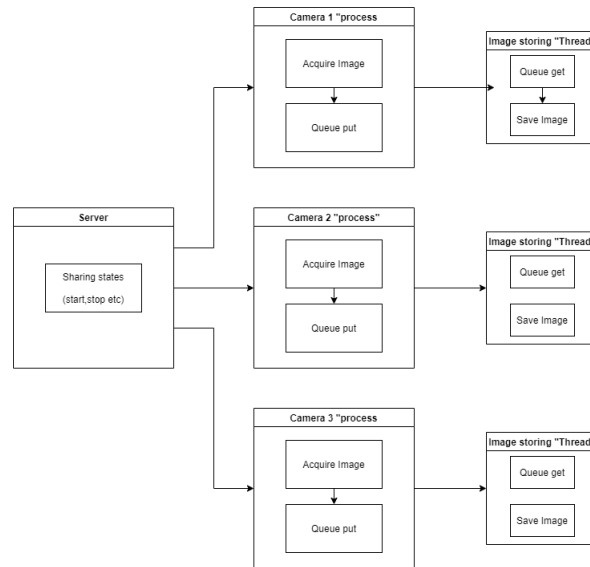 Camera 1 "process
Acquire Image
Queue put
Image storing "Thread
Queue get
Save Image
Server
Sharing states
(start,stop etc)
Camera 2 "process"
Acquire Image
Queue put
Image storing "Thread
Queue get
Save Image
Camera 3 "process
Acquire Image
Queue put
Image storing "Thread
Queue get
Save Image